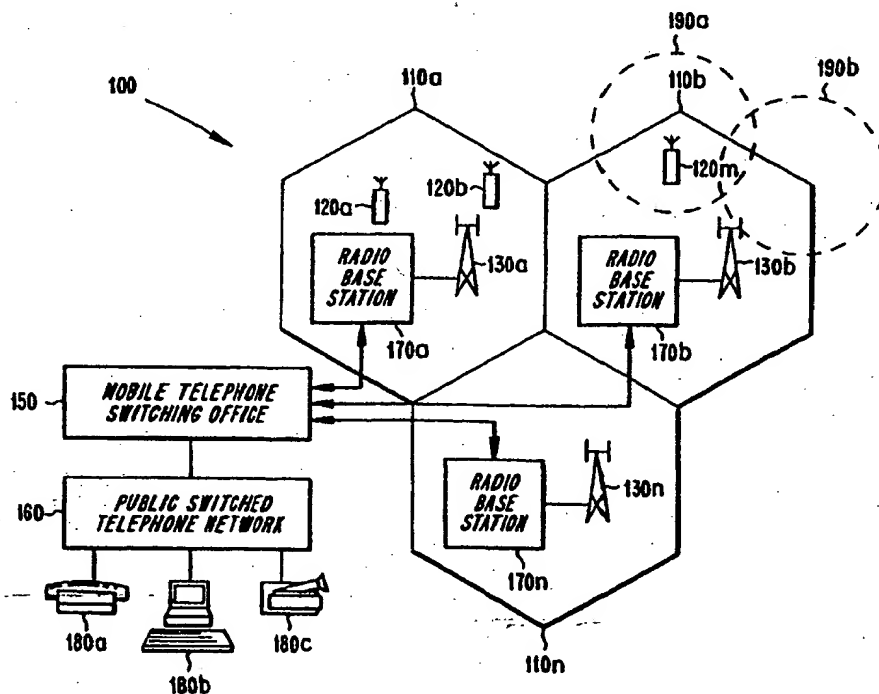 190a
110a
110b
190b
100
120a
120b
120m
RADIO
BASE
STATION
130a
RADIO
BASE
STATION
130b
170a
170b
150
MOBILE TELEPHONE
SWITCHING OFFICE
RADIO
BASE
STATION
130n
160
PUBLIC SWITCHED
TELEPHONE NETWORK
170n
180a
180b
180c
110n